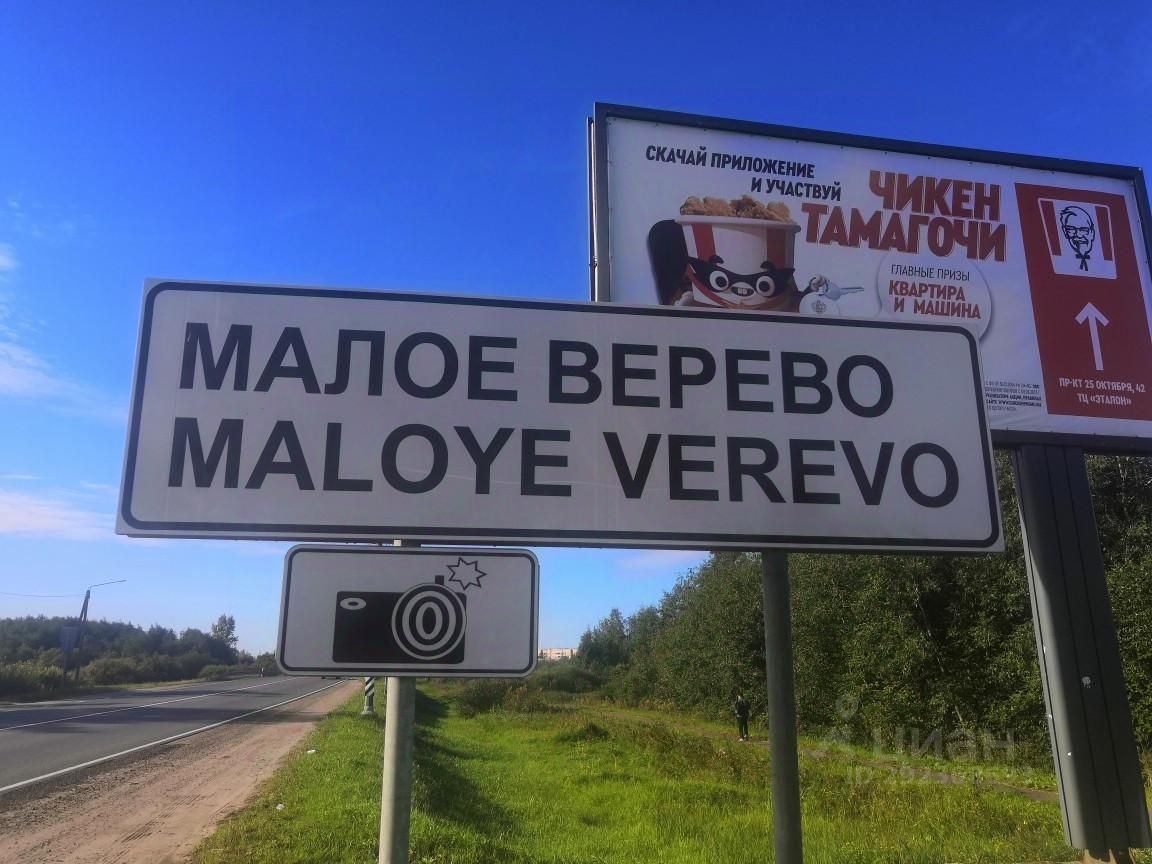 СКАЧАЙ ПРИЛОЖЕНИЕ
И УЧАСТВУЙ
ЧИКЕН
ТАМАГОЧИ
ГЛАВНЫЕ ПРИЗЫ
КВАРТИРА
И МАШИНА
ПР-КТ 25 ОКТЯБРЯ, 42
ТЦ «ЭТАЛОН»
МАЛОЕ ВЕРЕВО
MALOYE VEREVO
циан